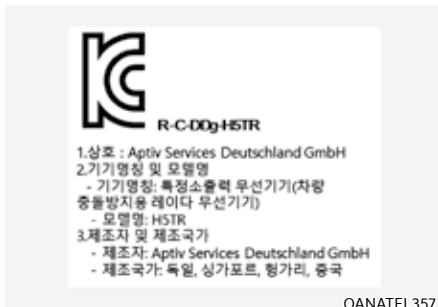 R-C-DDg-H5TR
1.상호 : Aptiv Services Deutschland GmbH
2.기기명칭 및 모델명
- 기기명칭: 특정소출력 무선기기(차량
충돌방지용 레이다 무선기기)
- 모델명: H5TR
3.제조자 및 제조국가
- 제조자: Aptiv Services Deutschland GmbH
- 제조국가: 독일, 싱가포르, 헝가리, 중국
OANATEL357